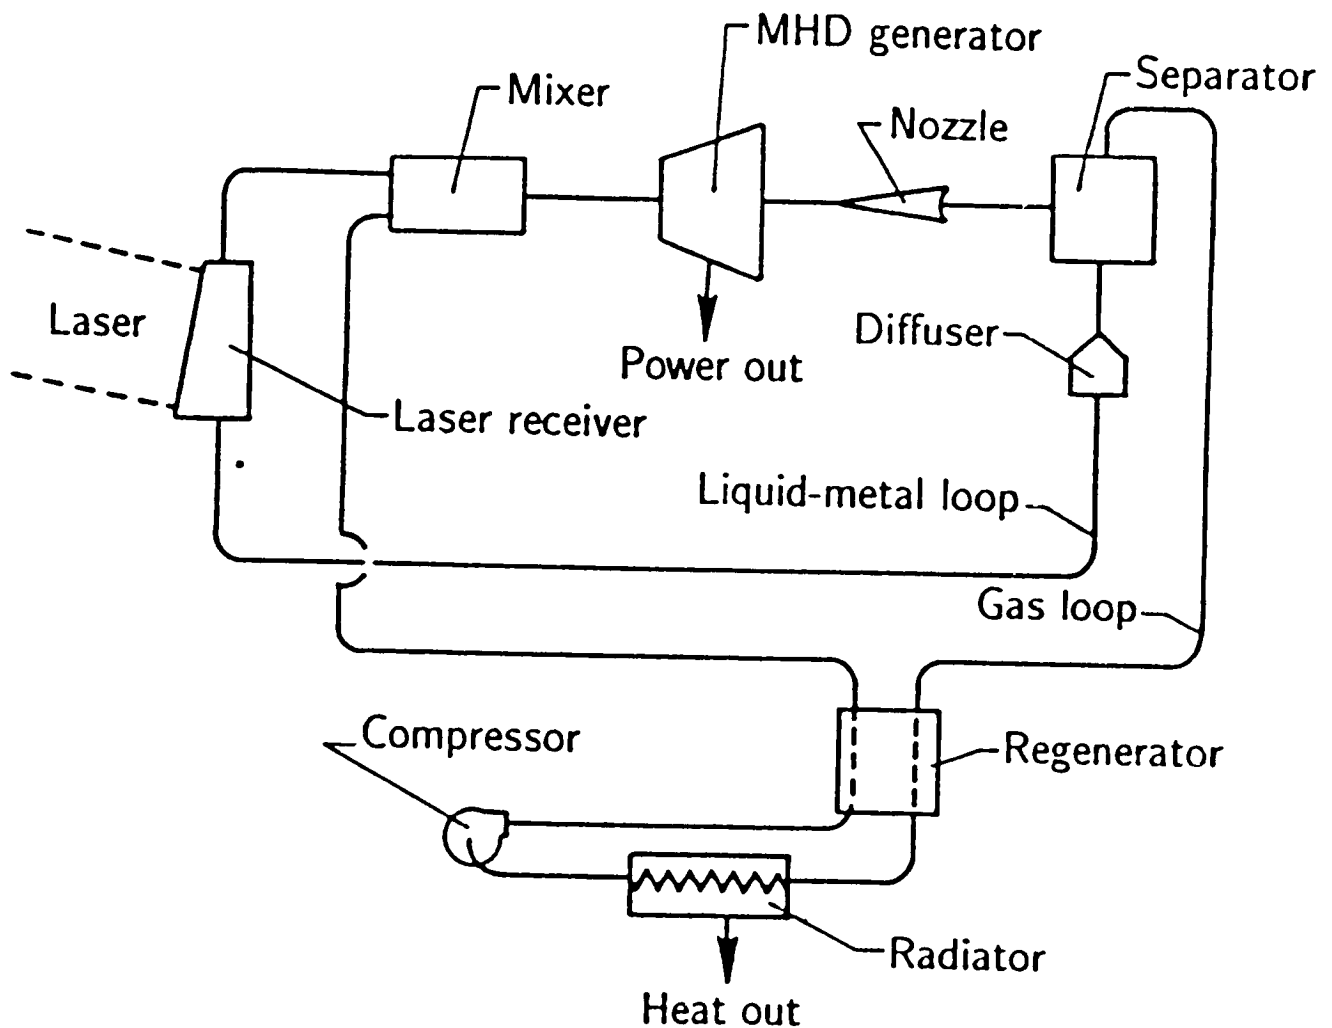 MHD generator
Separator
Mixer
Nozzle
Laser
Diffuser
Power out
Laser receiver
Liquid-metal loop
Gas loop
Compressor
Regenerator
Radiator
Heat out